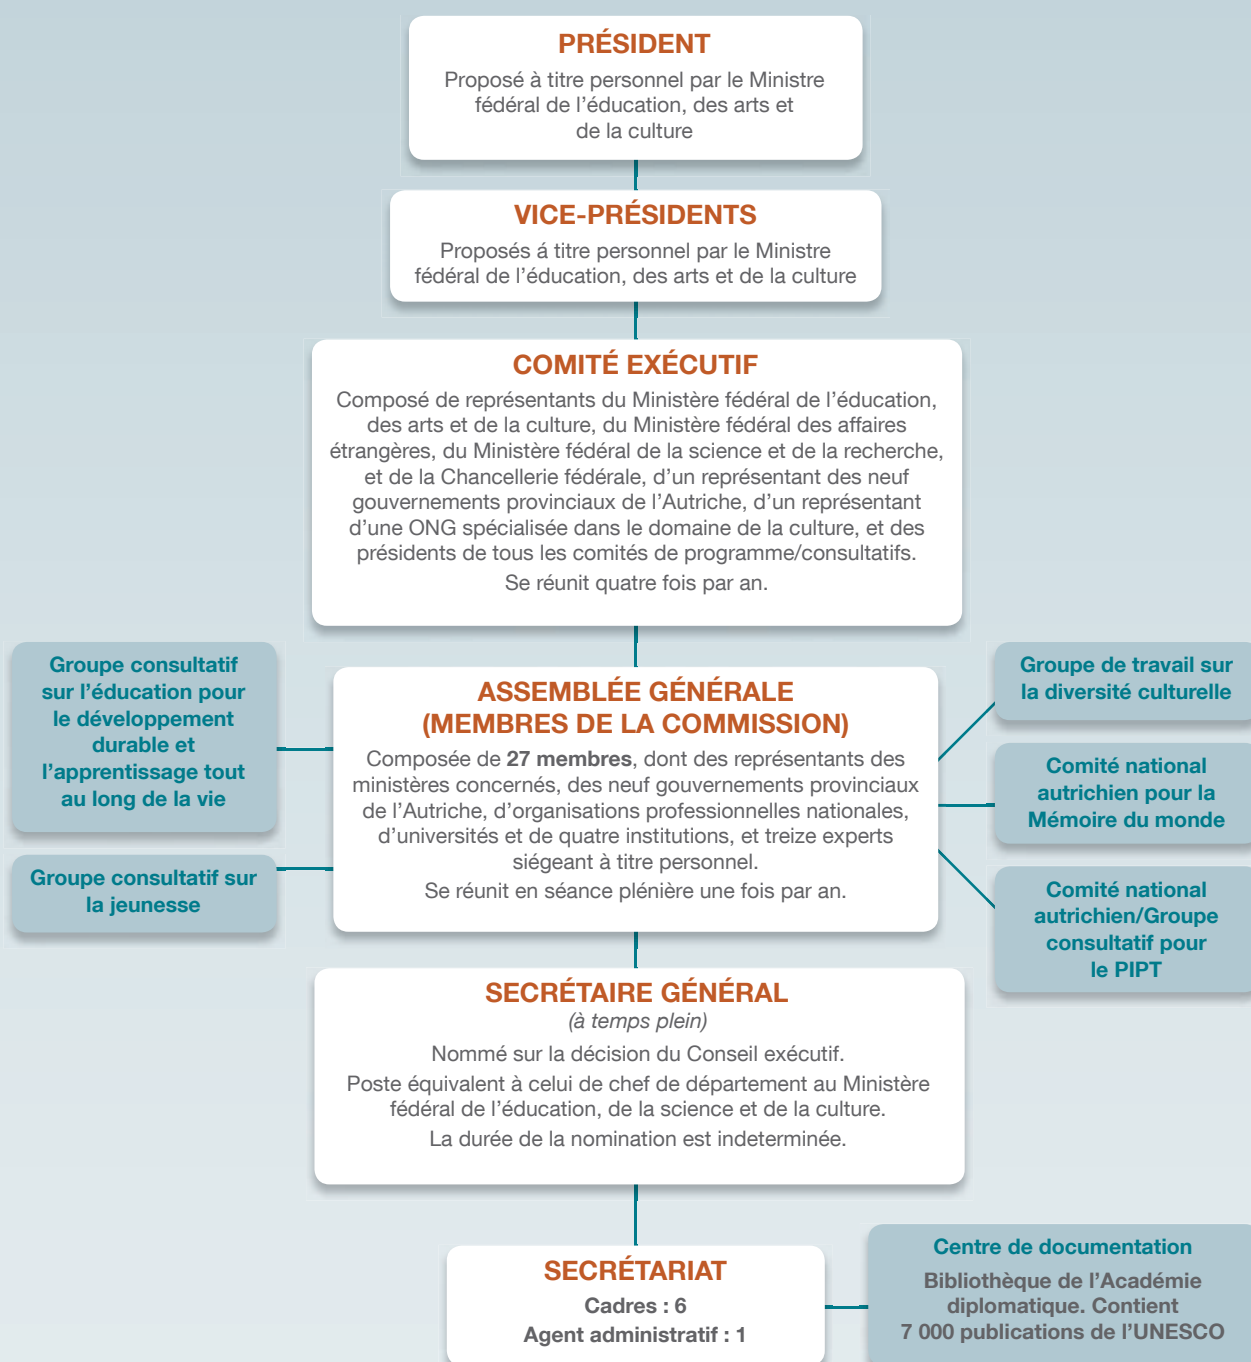 PRÉSIDENT
Proposé à titre personnel par le Ministre
fédéral de l’éducation, des arts et
de la culture
VICE-PRÉSIDENTS
Proposés á titre personnel par le Ministre
fédéral de l’éducation, des arts et de la culture
COMITÉ EXÉCUTIF
Composé de représentants du Ministère fédéral de l’éducation,
des arts et de la culture, du Ministère fédéral des affaires
étrangères, du Ministère fédéral de la science et de la recherche,
et de la Chancellerie fédérale, d’un représentant des neuf
gouvernements provinciaux de l’Autriche, d’un représentant
d’une ONG spécialisée dans le domaine de la culture, et des
présidents de tous les comités de programme/consultatifs.
Se réunit quatre fois par an.
Groupe consultatif
sur l’éducation pour
le développement
durable et
l’apprentissage tout
au long de la vie
Groupe consultatif sur
la jeunesse
ASSEMBLÉE GÉNÉRALE
(MEMBRES DE LA COMMISSION)
Composée de 27 membres, dont des représentants des
ministères concernés, des neuf gouvernements provinciaux
de l’Autriche, d’organisations professionnelles nationales,
d’universités et de quatre institutions, et treize experts
siégeant à titre personnel.
Se réunit en séance plénière une fois par an.
Groupe de travail sur
la diversité culturelle
Comité national
autrichien pour la
Mémoire du monde
Comité national
autrichien/Groupe
consultatif pour
le PIPT
SECRÉTAIRE GÉNÉRAL
(à temps plein)
Nommé sur la décision du Conseil exécutif.
Poste équivalent à celui de chef de département au Ministère
fédéral de l’éducation, de la science et de la culture.
La durée de la nomination est indeterminée.
SECRÉTARIAT
Cadres : 6
Agent administratif : 1
Centre de documentation
Bibliothèque de l’Académie
diplomatique. Contient
7 000 publications de l’UNESCO